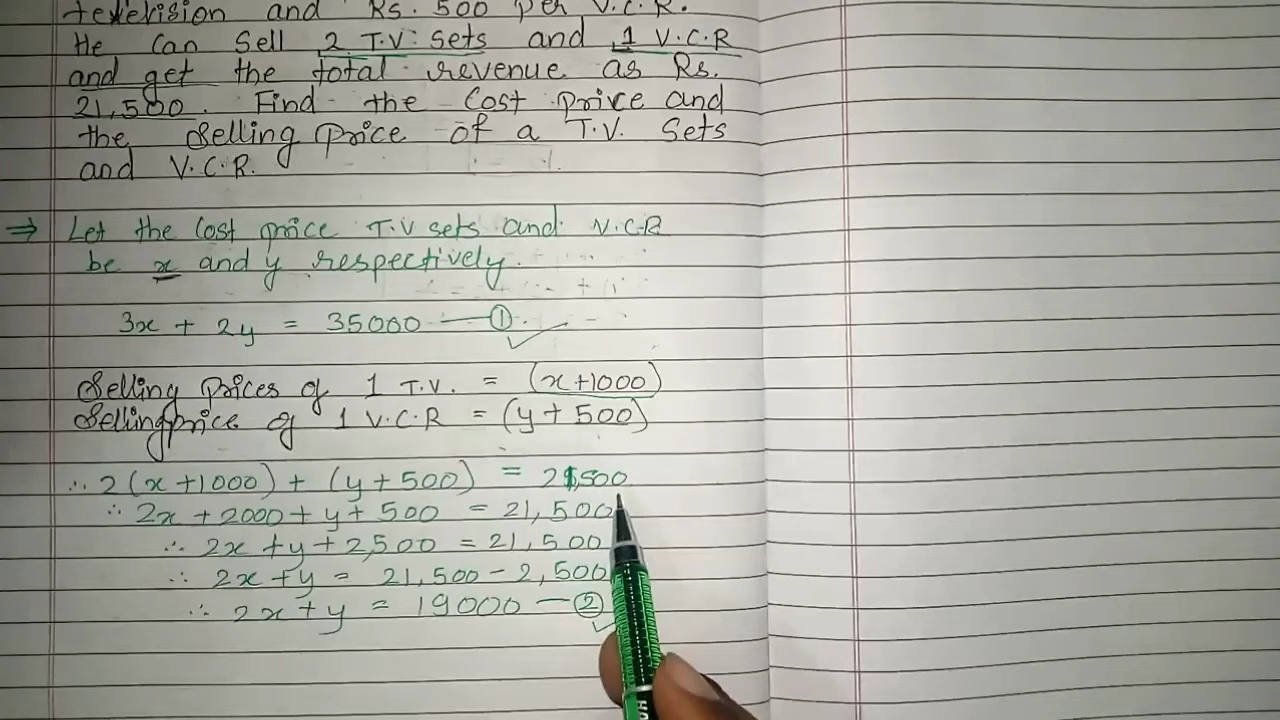 television and Rs. 500 per V.C.R.
He can sell 2 T.V. sets and 1 V.C.R
and get the total revenue as Rs.
21,500. Find the cost price and
the selling price of a T.V. Sets
and V.C.R.
⇒ Let the cost price T.V sets and V.C.R
be x and y respectively.
3x + 2y = 35000 — ①.
Selling prices of 1 T.V. = (x+1000)
Selling price of 1 V.C.R = (y + 500)
∴ 2(x+1000) + (y+500) = 21,500
∴ 2x + 2000 + y + 500 = 21,500
∴ 2x + y + 2,500 = 21,500
∴ 2x + y = 21,500 - 2,500
∴ 2x + y = 19000 — ②